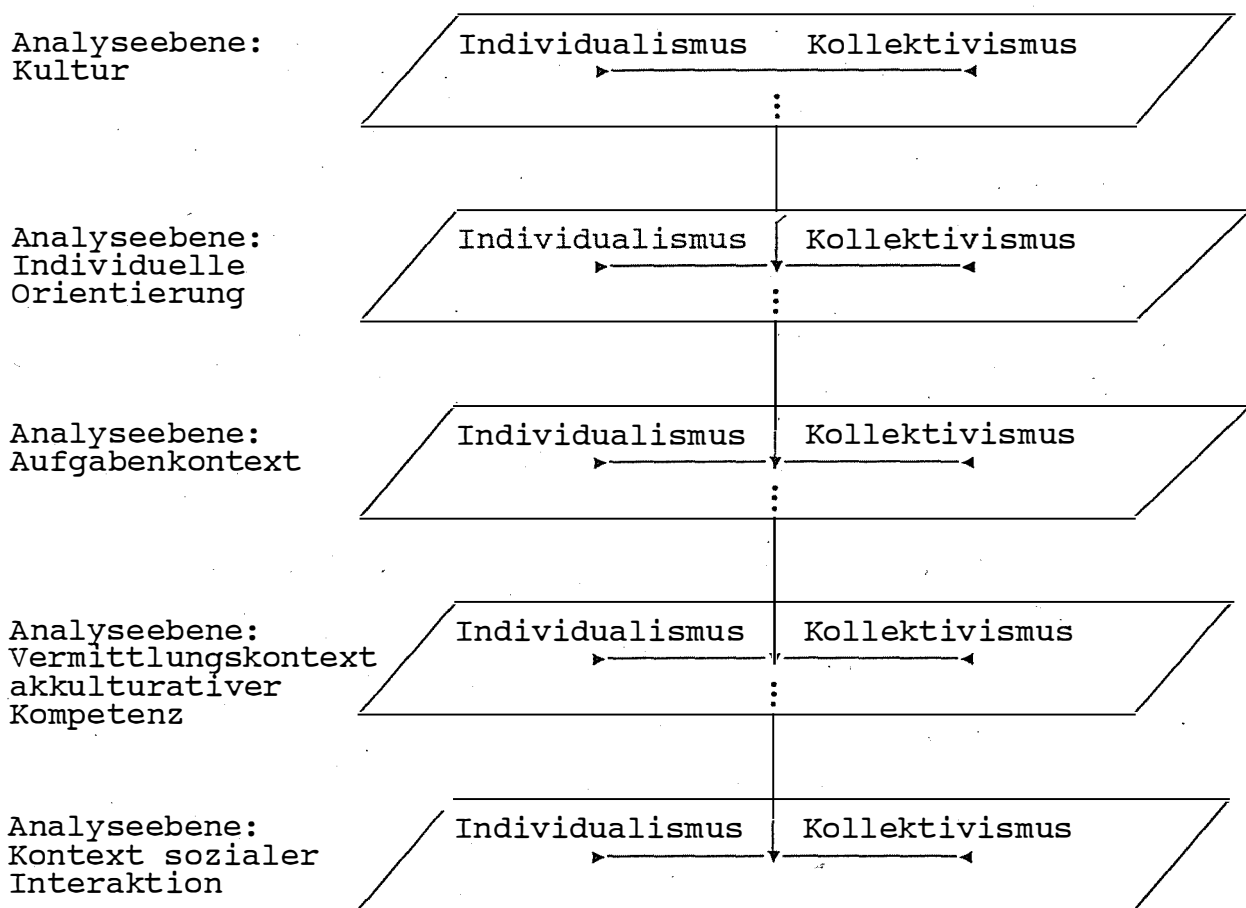 Analyseebene:
Kultur
Individualismus Kollektivismus
Analyseebene:
Individuelle
Orientierung
Individualismus Kollektivismus
Analyseebene:
Aufgabenkontext
Individualismus Kollektivismus
Analyseebene:
Vermittlungskontext
akkulturativer
Kompetenz
Individualismus Kollektivismus
Analyseebene:
Kontext sozialer
Interaktion
Individualismus Kollektivismus